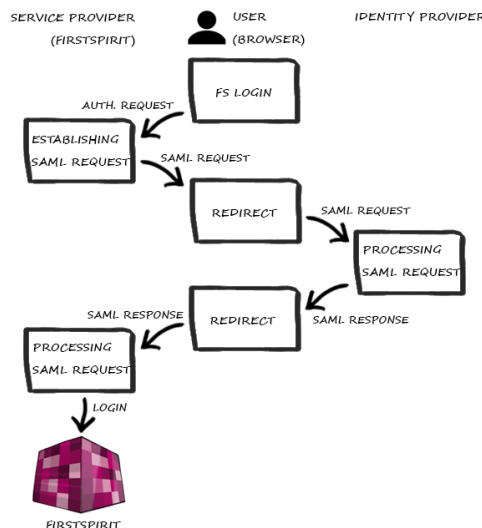 SERVICE PROVIDER
(FIRSTSPIRIT)
USER
(BROWSER)
IDENTITY PROVIDER
FS LOGIN
AUTH. REQUEST
ESTABLISHING
SAML REQUEST
SAML REQUEST
REDIRECT
SAML REQUEST
PROCESSING
SAML REQUEST
SAML RESPONSE
REDIRECT
SAML RESPONSE
PROCESSING
SAML REQUEST
LOGIN
FIRSTSPIRIT